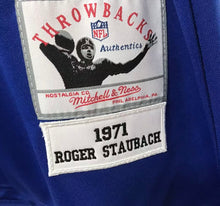 THROWBACKS
NFL
Authentics
NOSTALGIA CO.
Mitchell & Ness
PHILADELPHIA, PA.
1971
ROGER STAUBACH